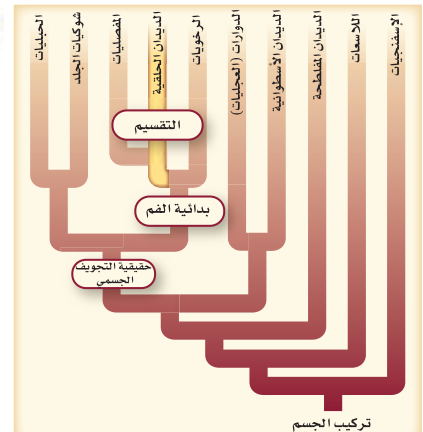 الإسفنجيات
اللاسعات
الديدان المفلطحة
الديدان الأسطوانية
الدوارات (العجليات)
الرخويات
الديدان الحلقية
المفصليات
شوكيات الجلد
الحبليات
التقسيم
بدائية الفم
حقيقية التجويف
الجسمي
تركيب الجسم